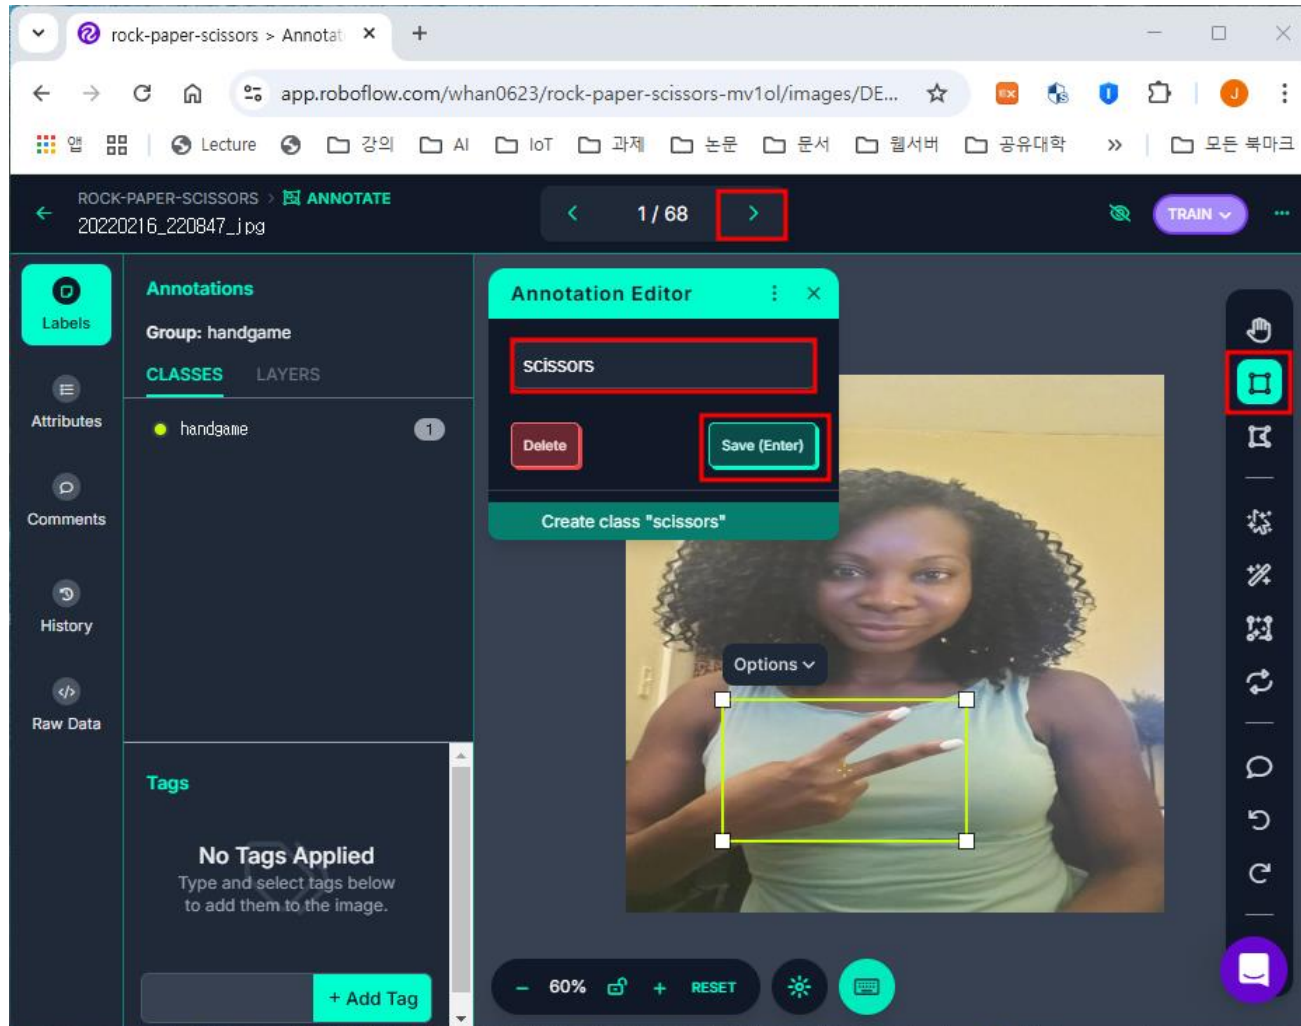 rock-paper-scissors > Annotat
app.roboflow.com/whan0623/rock-paper-scissors-mv1ol/images/DE...
EX
J
앱
Lecture
강의
AI
IoT
과제
논문
문서
웹서버
공유대학
»
모든 북마크
ROCK-PAPER-SCISSORS > ANNOTATE
20220216_220847_jpg
1 / 68
TRAIN
Labels
Attributes
Comments
History
Raw Data
Annotations
Group: handgame
CLASSES LAYERS
handgame 1
Tags
No Tags Applied
Type and select tags below
to add them to the image.
+ Add Tag
Annotation Editor
scissors
Delete
Save (Enter)
Create class "scissors"
Options
− 60% + RESET